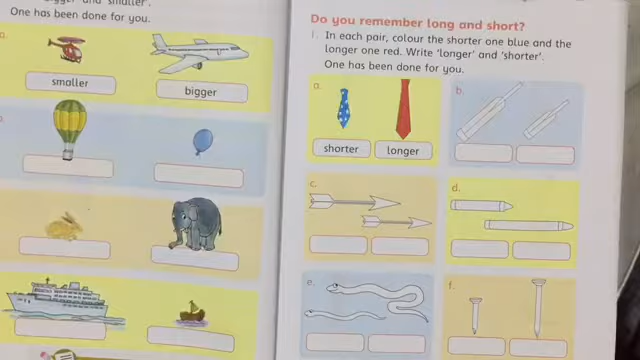 and smaller'.
One has been done for you.
a.
smaller
bigger
Do you remember long and short?
1. In each pair, colour the shorter one blue and the
longer one red. Write 'longer' and 'shorter'.
One has been done for you.
a.
shorter
longer
b.
c.
d.
e.
f.